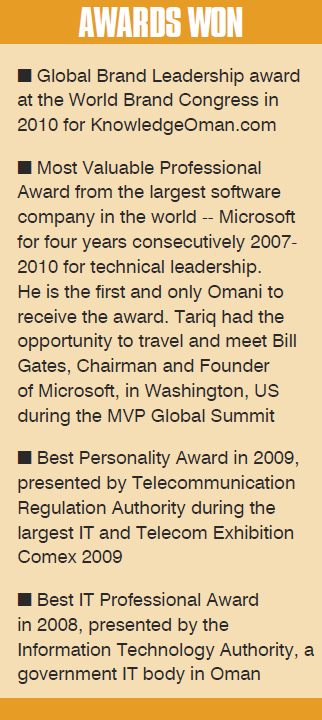 AWARDS WON
■ Global Brand Leadership award
at the World Brand Congress in
2010 for KnowledgeOman.com
■ Most Valuable Professional
Award from the largest software
company in the world -- Microsoft
for four years consecutively 2007-
2010 for technical leadership.
He is the first and only Omani to
receive the award. Tariq had the
opportunity to travel and meet Bill
Gates, Chairman and Founder
of Microsoft, in Washington, US
during the MVP Global Summit
■ Best Personality Award in 2009,
presented by Telecommunication
Regulation Authority during the
largest IT and Telecom Exhibition
Comex 2009
■ Best IT Professional Award
in 2008, presented by the
Information Technology Authority, a
government IT body in Oman